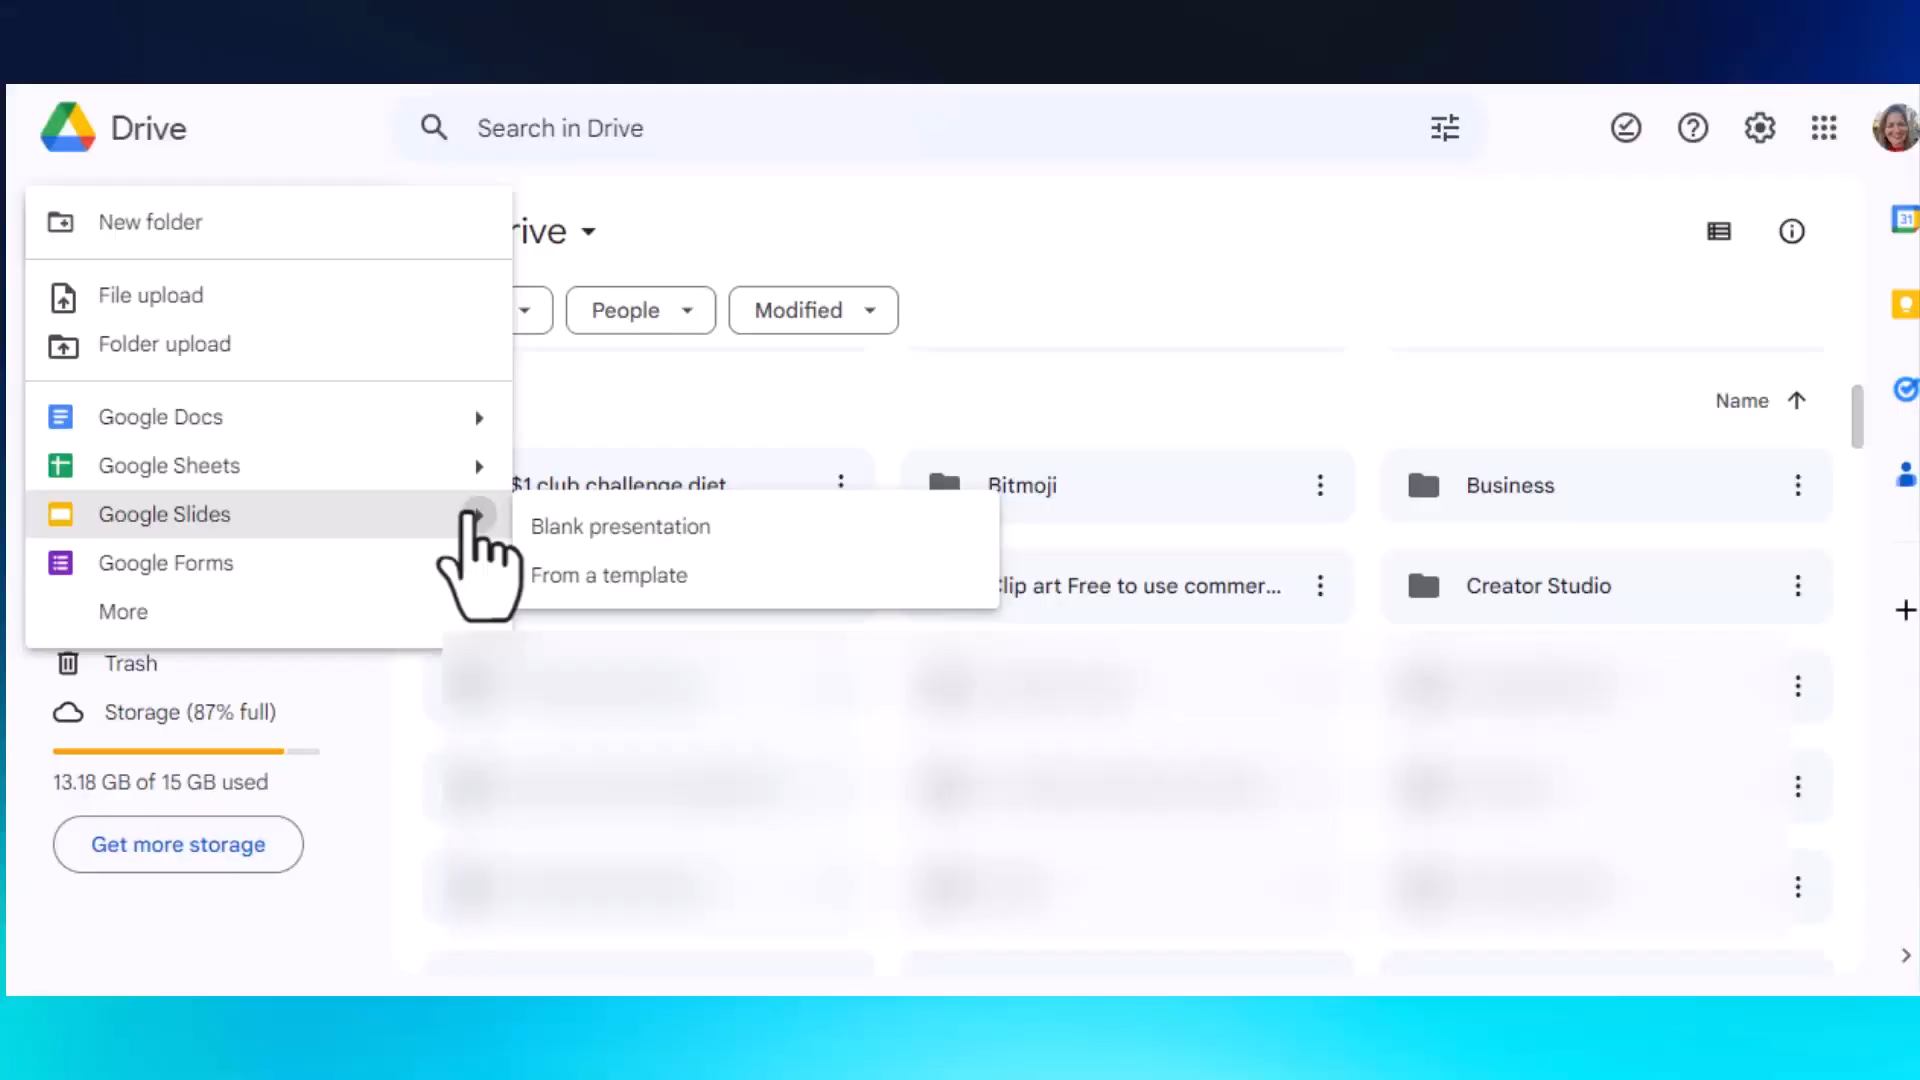 Drive
Search in Drive
New folder
rive
File upload
People
Modified
Folder upload
Google Docs
Name
Google Sheets
$1 club challenge diet
Bitmoji
Business
Google Slides
Blank presentation
Google Forms
From a template
lip art Free to use commer...
Creator Studio
More
Trash
Storage (87% full)
13.18 GB of 15 GB used
Get more storage
31